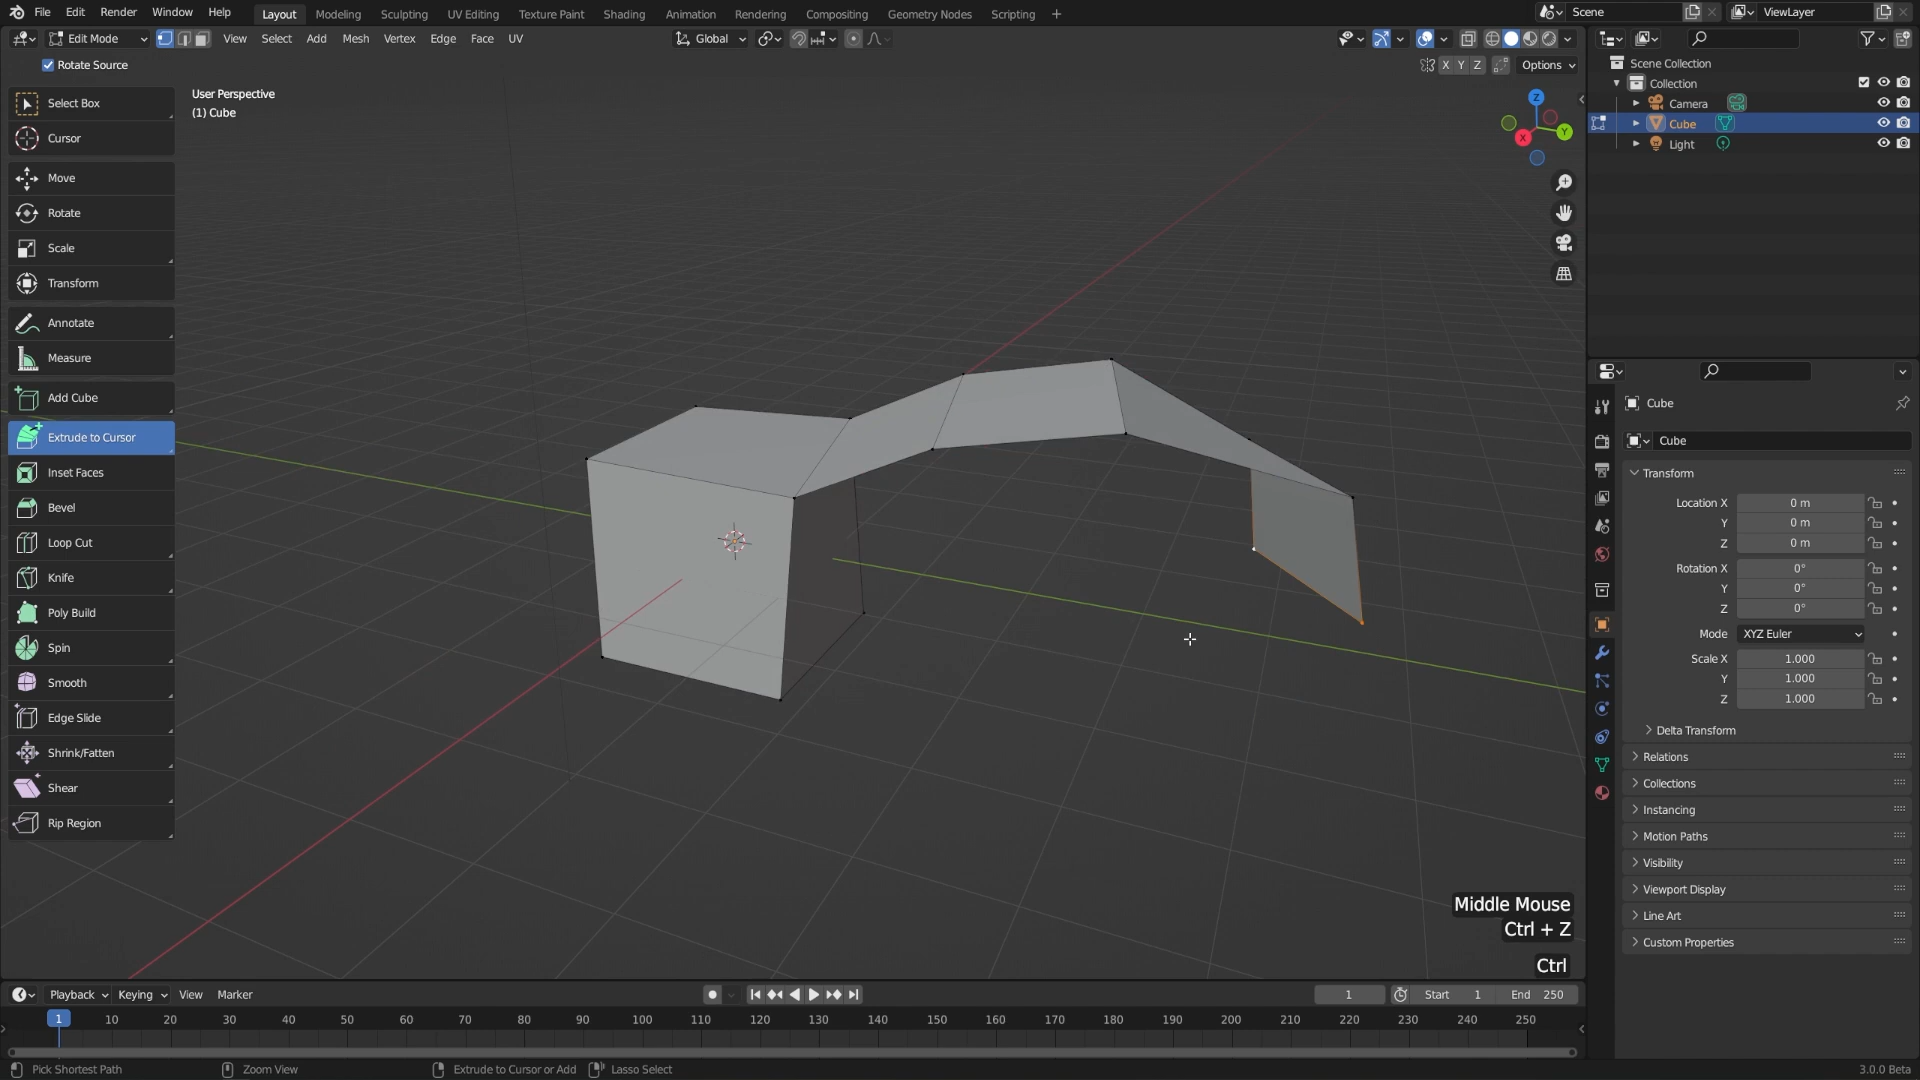 File Edit Render Window Help Layout Modeling Sculpting UV Editing Texture Paint Shading Animation Rendering Compositing Geometry Nodes Scripting + Scene ViewLayer
Edit Mode View Select Add Mesh Vertex Edge Face UV Global
Rotate Source X Y Z Options
User Perspective
(1) Cube
Select Box
Cursor
Move
Rotate
Scale
Transform
Annotate
Measure
Add Cube
Extrude to Cursor
Inset Faces
Bevel
Loop Cut
Knife
Poly Build
Spin
Smooth
Edge Slide
Shrink/Fatten
Shear
Rip Region
Z
Y
X
Middle Mouse
Ctrl + Z
Ctrl
Scene Collection
Collection
Camera
Cube
Light
Cube
Cube
Transform
Location X 0 m
Y 0 m
Z 0 m
Rotation X 0°
Y 0°
Z 0°
Mode XYZ Euler
Scale X 1.000
Y 1.000
Z 1.000
Delta Transform
Relations
Collections
Instancing
Motion Paths
Visibility
Viewport Display
Line Art
Custom Properties
Playback Keying View Marker 1 Start 1 End 250
1 10 20 30 40 50 60 70 80 90 100 110 120 130 140 150 160 170 180 190 200 210 220 230 240 250
Pick Shortest Path Zoom View Extrude to Cursor or Add Lasso Select 3.0.0 Beta